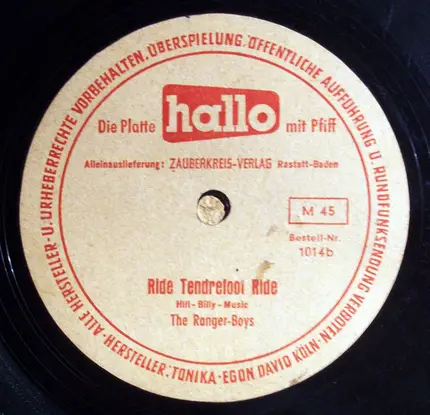 ALLE HERSTELLER- U. URHEBERRECHTE VORBEHALTEN. ÜBERSPIELUNG, ÖFFENTLICHE AUFFÜHRUNG U. RUNDFUNKSENDUNG VERBOTEN
Die Platte hallo mit Pfiff
Alleinauslieferung: ZAUBERKREIS-VERLAG Rastatt-Baden
M 45
Bestell-Nr.
1014b
Ride Tendrefool Ride
Hill-Billy-Music
The Ranger-Boys
HERSTELLER: TONIKA-EGON DAVID KÖLN